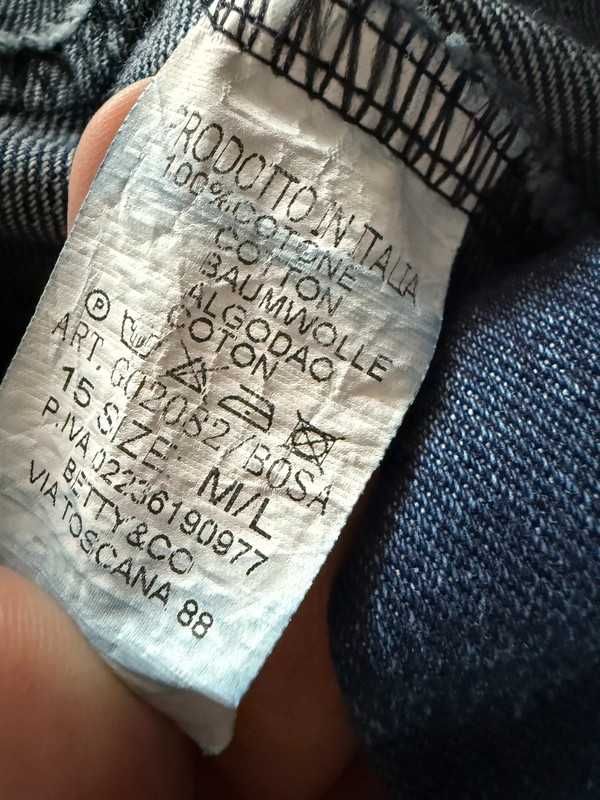 PRODOTTO IN ITALIA
100% COTONE
COTTON
BAUMWOLLE
ALGODAO
COTON
P
ART. G02082/BOSA
15 SIZE: M/L
P.IVA 02236190977
BETTY & CO
VIA TOSCANA 88